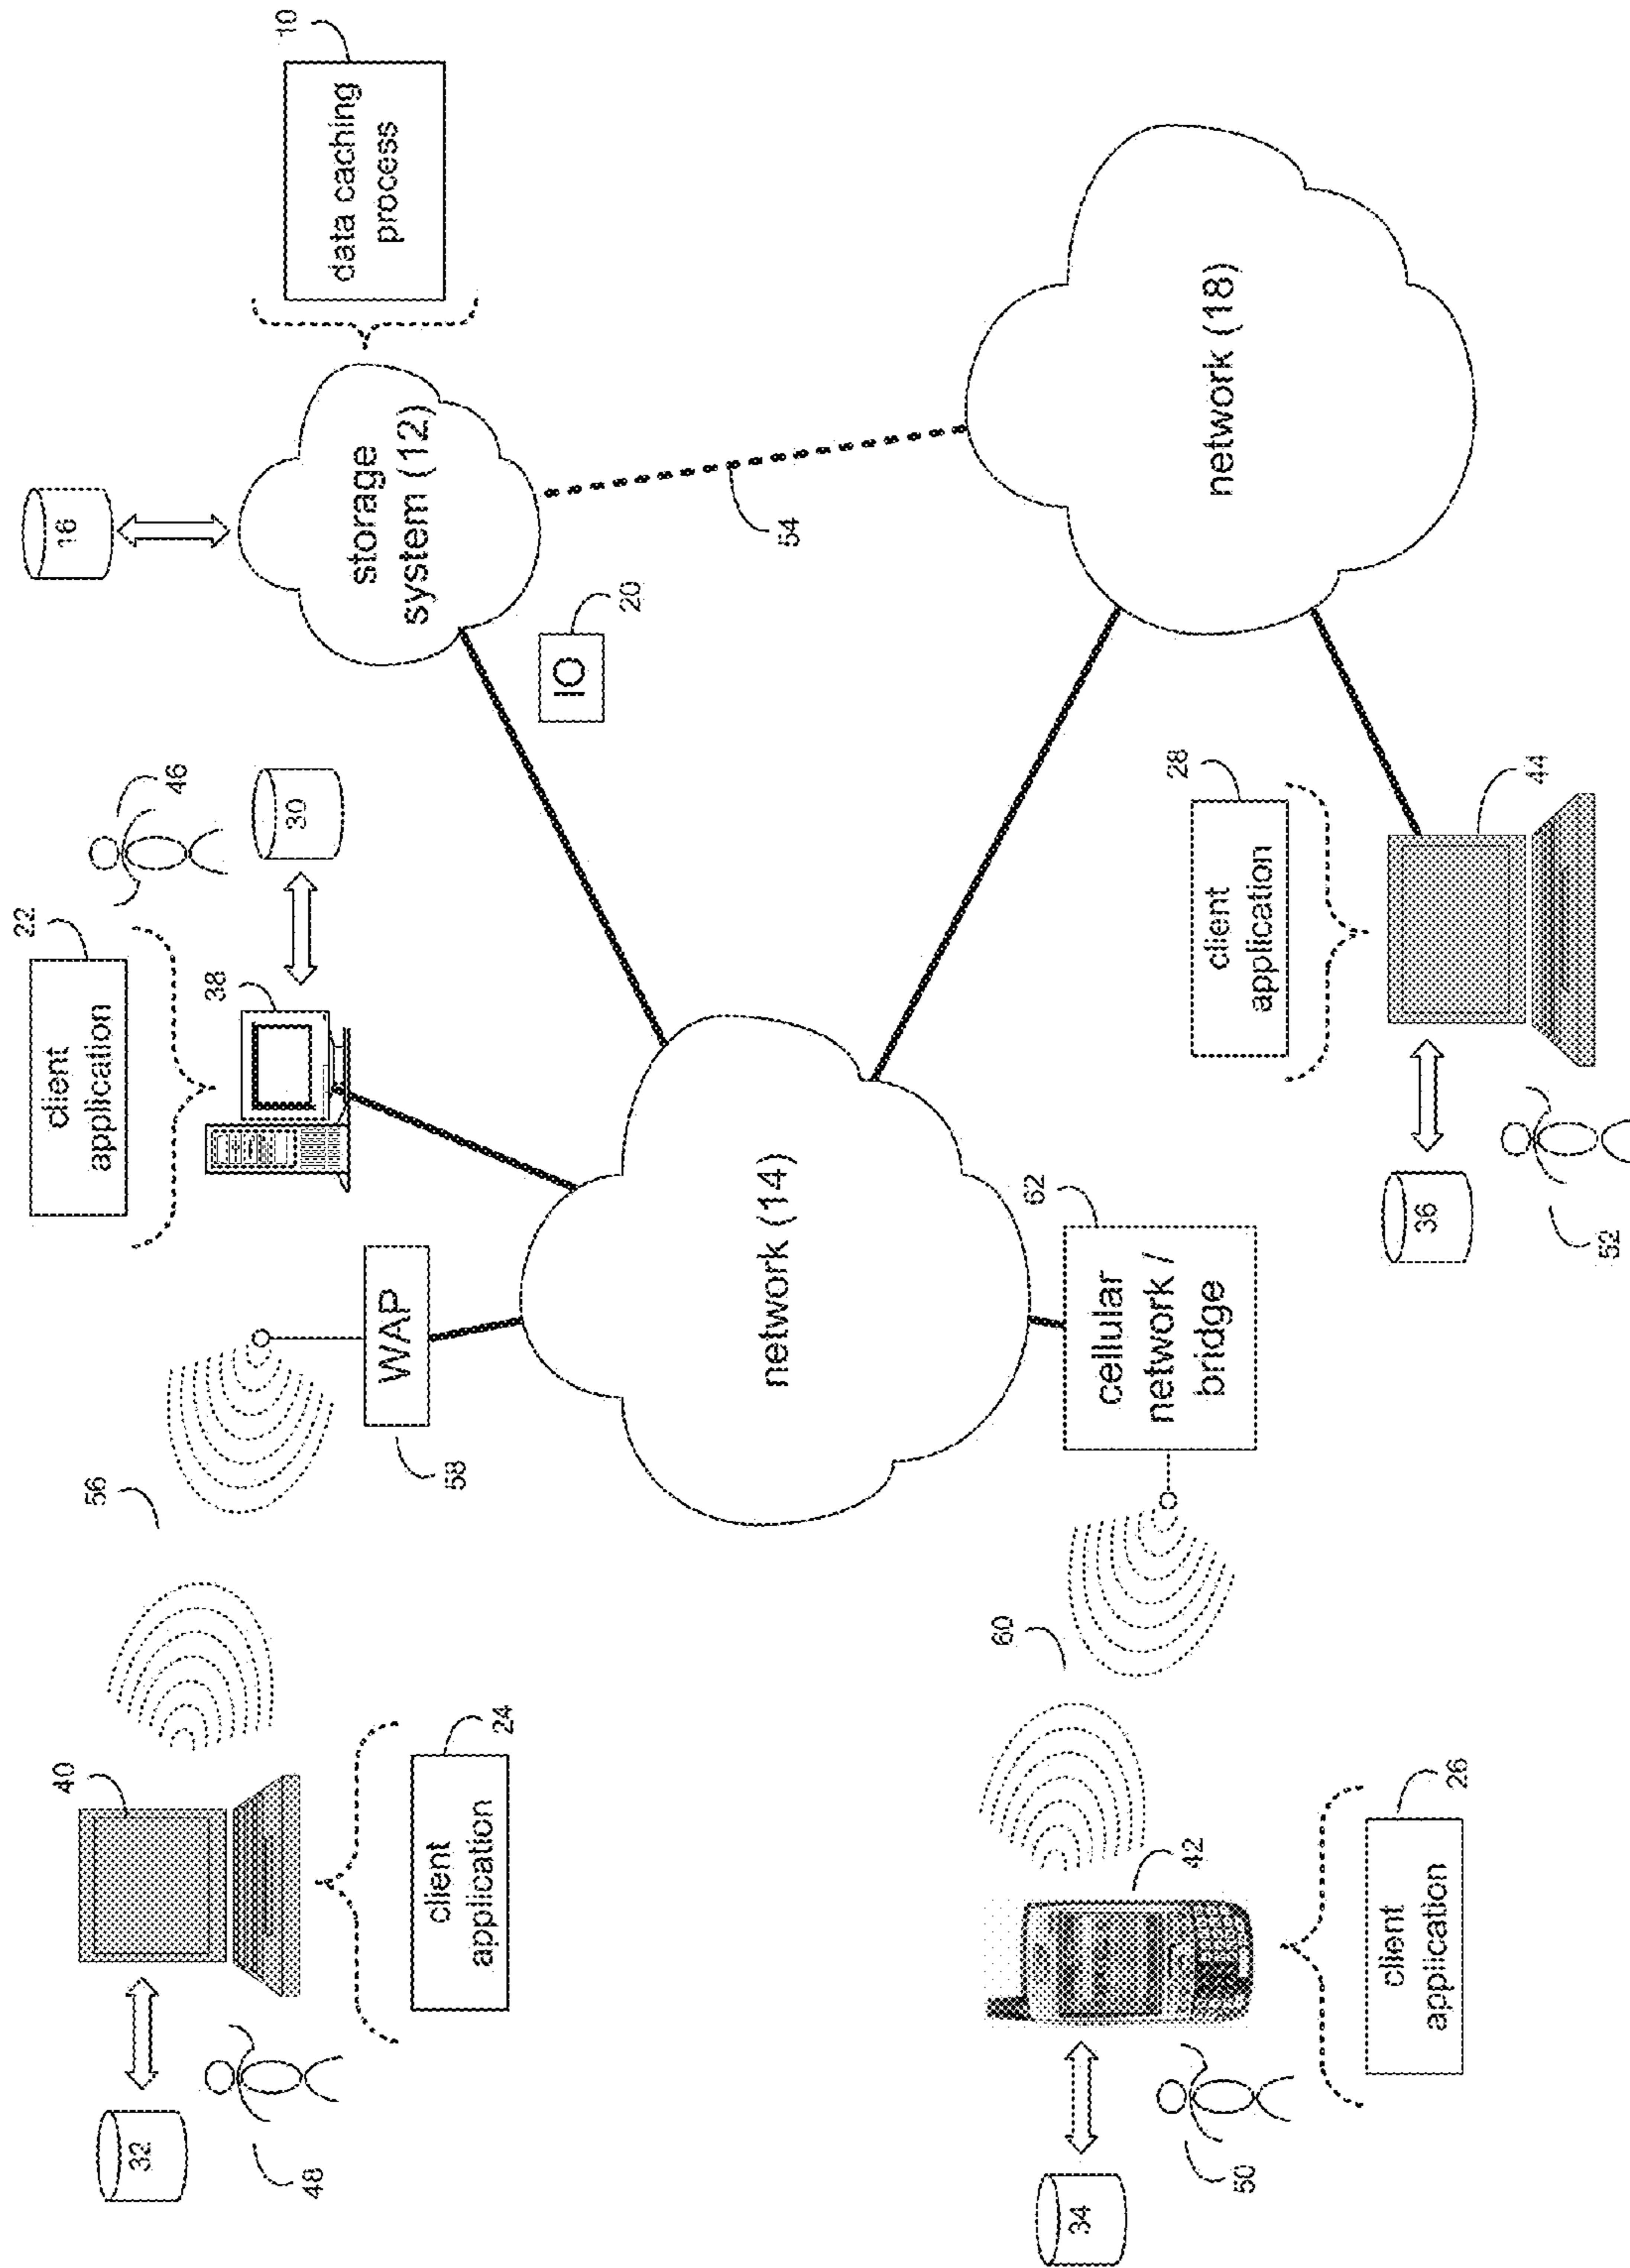 32
40
56
client
application
22
46
38
30
16
10
data caching
process
48
24
client
application
58
WAP
storage
system (12)
IO
20
54
network (14)
60
62
cellular
network /
bridge
34
42
50
26
client
application
network (18)
28
client
application
36
44
52